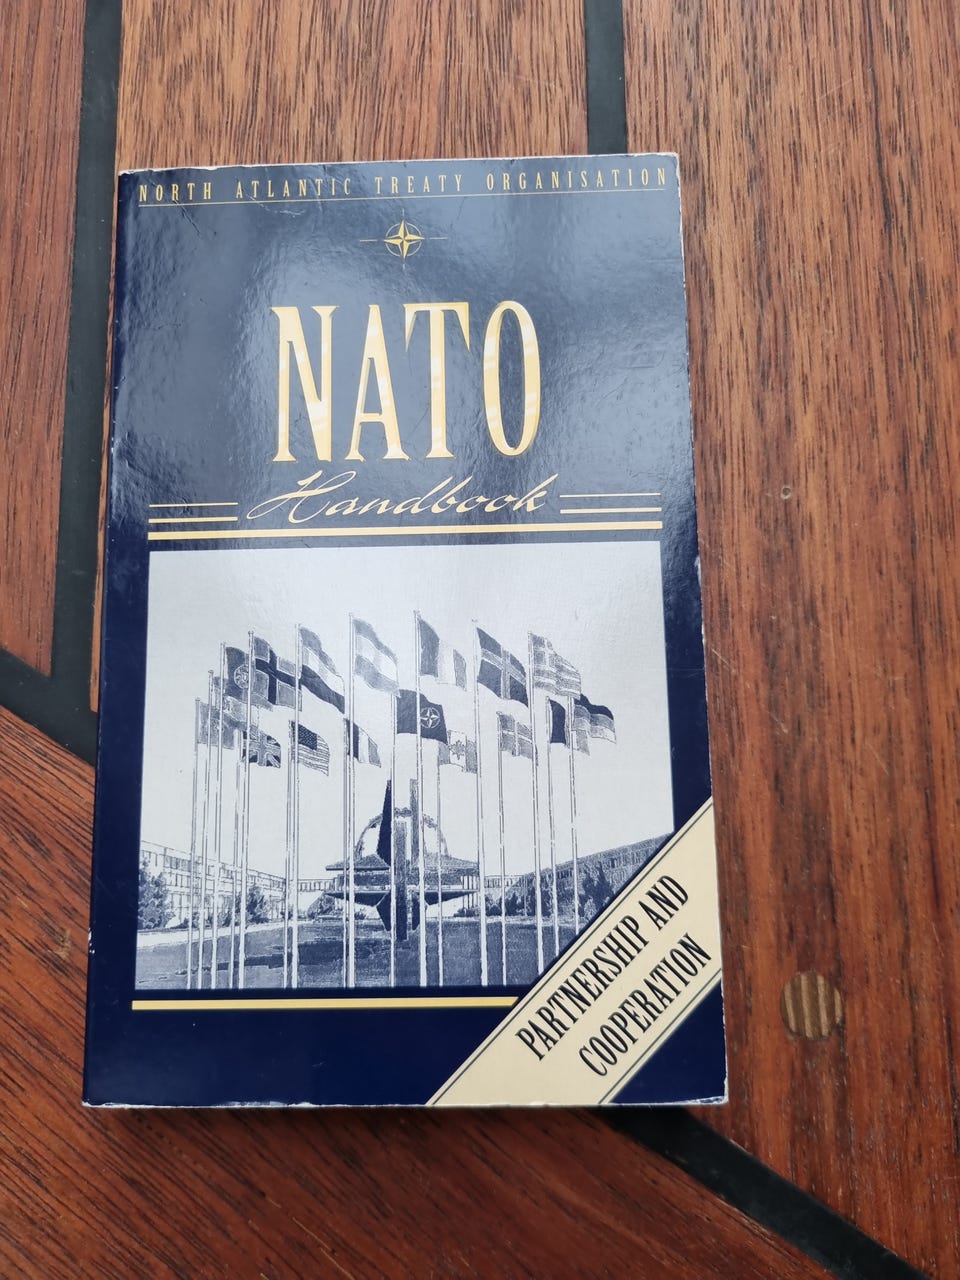 NORTH ATLANTIC TREATY ORGANISATION
NATO
Handbook
PARTNERSHIP AND
COOPERATION